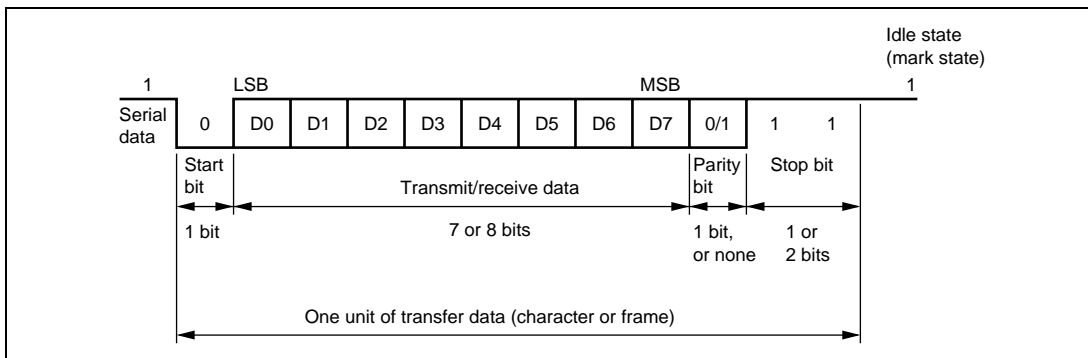 Idle state
(mark state)
1 LSB MSB 1
Serial
data
0 D0 D1 D2 D3 D4 D5 D6 D7 0/1 1 1
Start
bit
Transmit/receive data
Parity
bit
Stop bit
1 bit
7 or 8 bits
1 bit,
or none
1 or
2 bits
One unit of transfer data (character or frame)